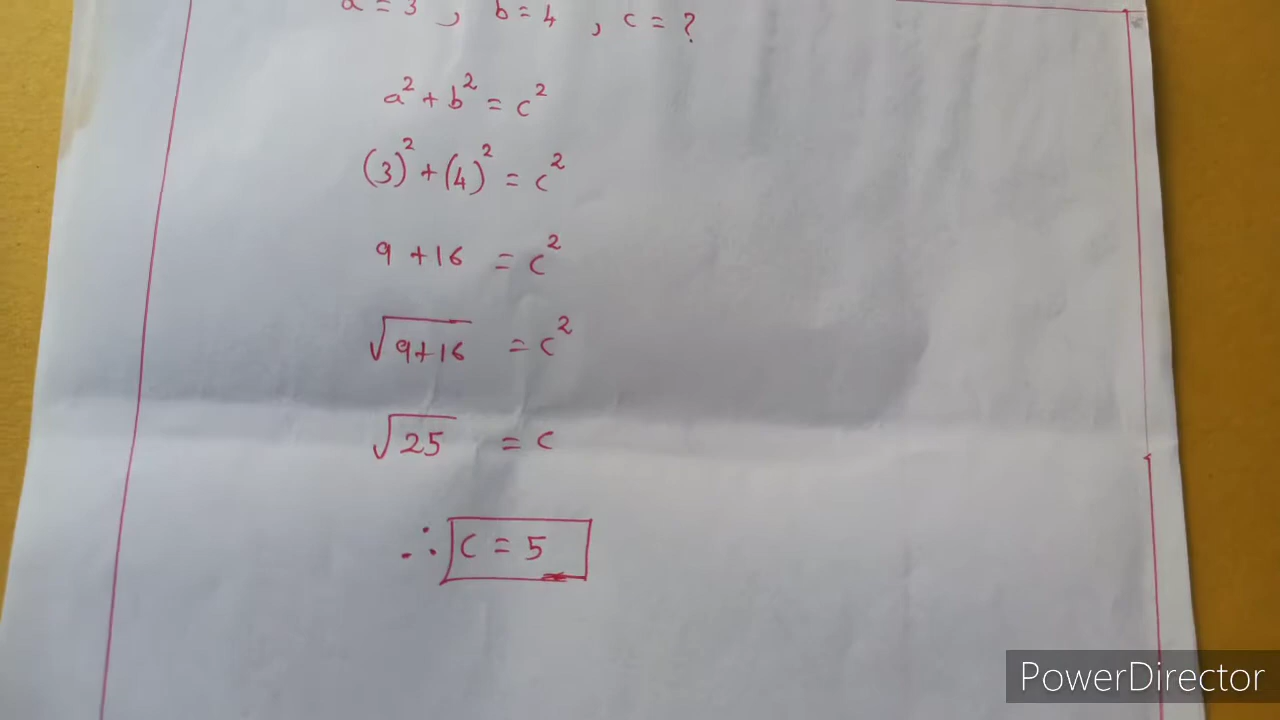 a = 3 , b = 4 , c = ?
a² + b² = c²
(3)² + (4)² = c²
9 + 16 = c²
√9+16 = c²
√25 = c
∴ c = 5
PowerDirector